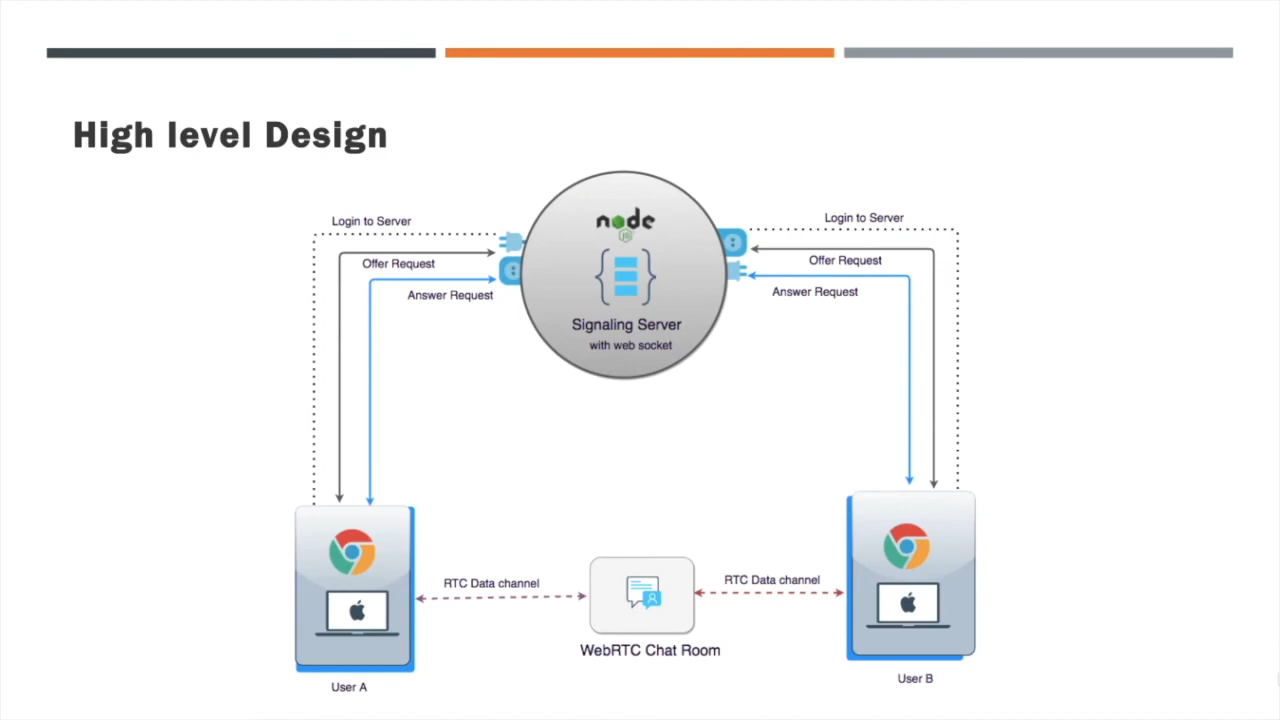 High level Design
Login to Server
Login to Server
node
JS
Offer Request
Offer Request
Answer Request
Answer Request
Signaling Server
with web socket
RTC Data channel
RTC Data channel
WebRTC Chat Room
User A
User B